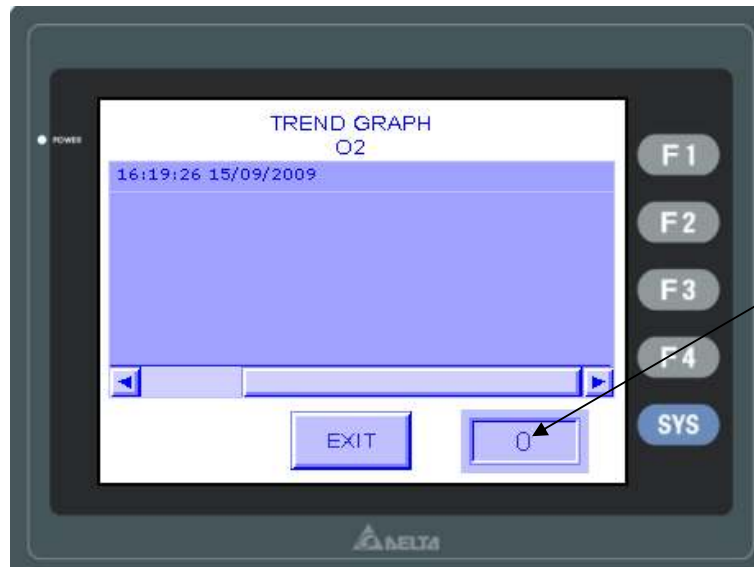 TREND GRAPH
O2
POWER
16:19:26 15/09/2009
F1
F2
F3
F4
SYS
EXIT
0
DELTA